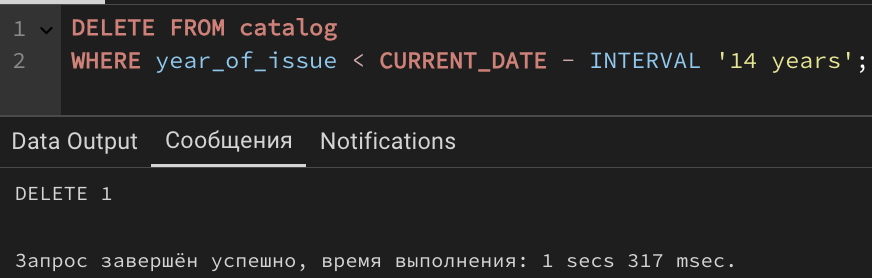 1 DELETE FROM catalog
2 WHERE year_of_issue < CURRENT_DATE - INTERVAL '14 years';
Data Output Сообщения Notifications
DELETE 1
Запрос завершён успешно, время выполнения: 1 secs 317 msec.